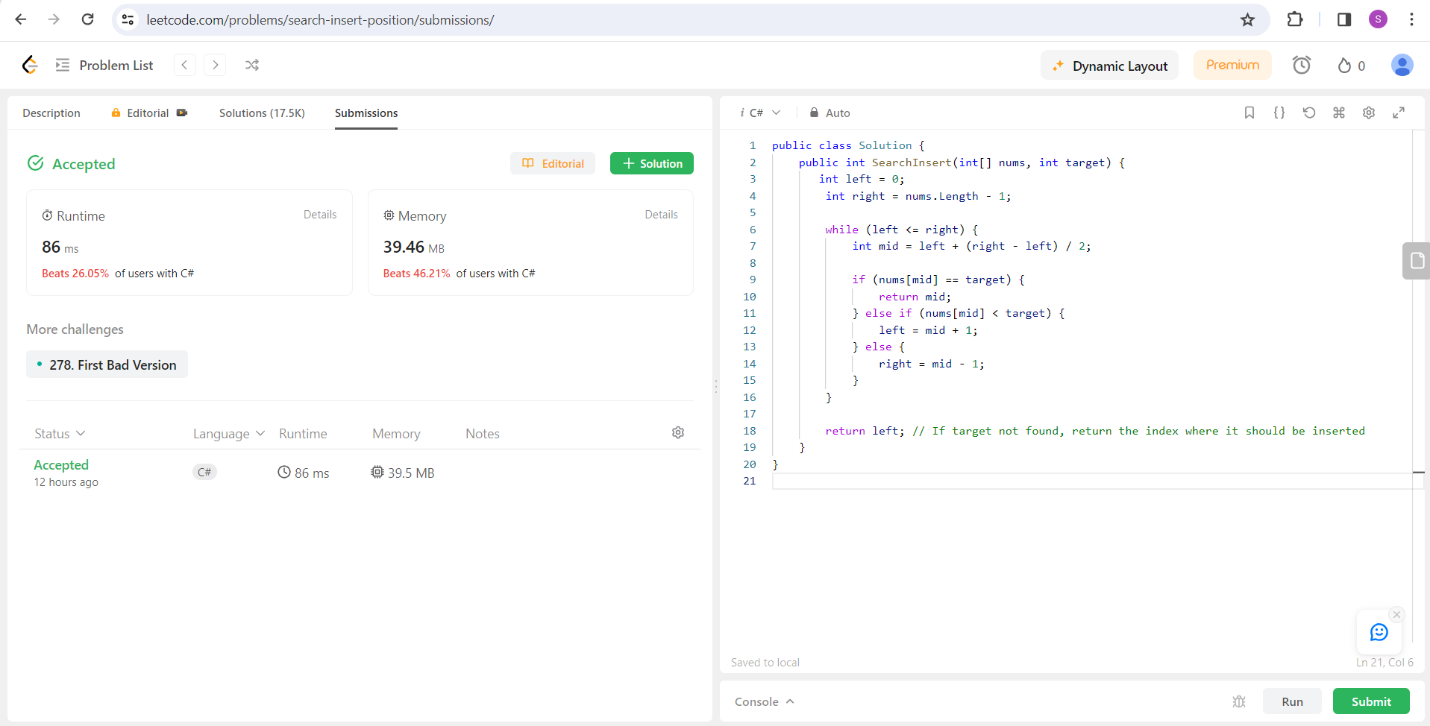 leetcode.com/problems/search-insert-position/submissions/
S
Problem List
Dynamic Layout
Premium
0
Description
Editorial
Solutions (17.5K)
Submissions
Accepted
Editorial
Solution
Runtime
Details
86 ms
Beats 26.05% of users with C#
Memory
Details
39.46 MB
Beats 46.21% of users with C#
More challenges
278. First Bad Version
Status Language Runtime Memory Notes
Accepted
12 hours ago
C#
86 ms
39.5 MB
i C#
Auto
1 public class Solution {
2 public int SearchInsert(int[] nums, int target) {
3 int left = 0;
4 int right = nums.Length - 1;
5
6 while (left <= right) {
7 int mid = left + (right - left) / 2;
8
9 if (nums[mid] == target) {
10 return mid;
11 } else if (nums[mid] < target) {
12 left = mid + 1;
13 } else {
14 right = mid - 1;
15 }
16 }
17
18 return left; // If target not found, return the index where it should be inserted
19 }
20 }
21
Saved to local
Ln 21, Col 6
Console
Run
Submit